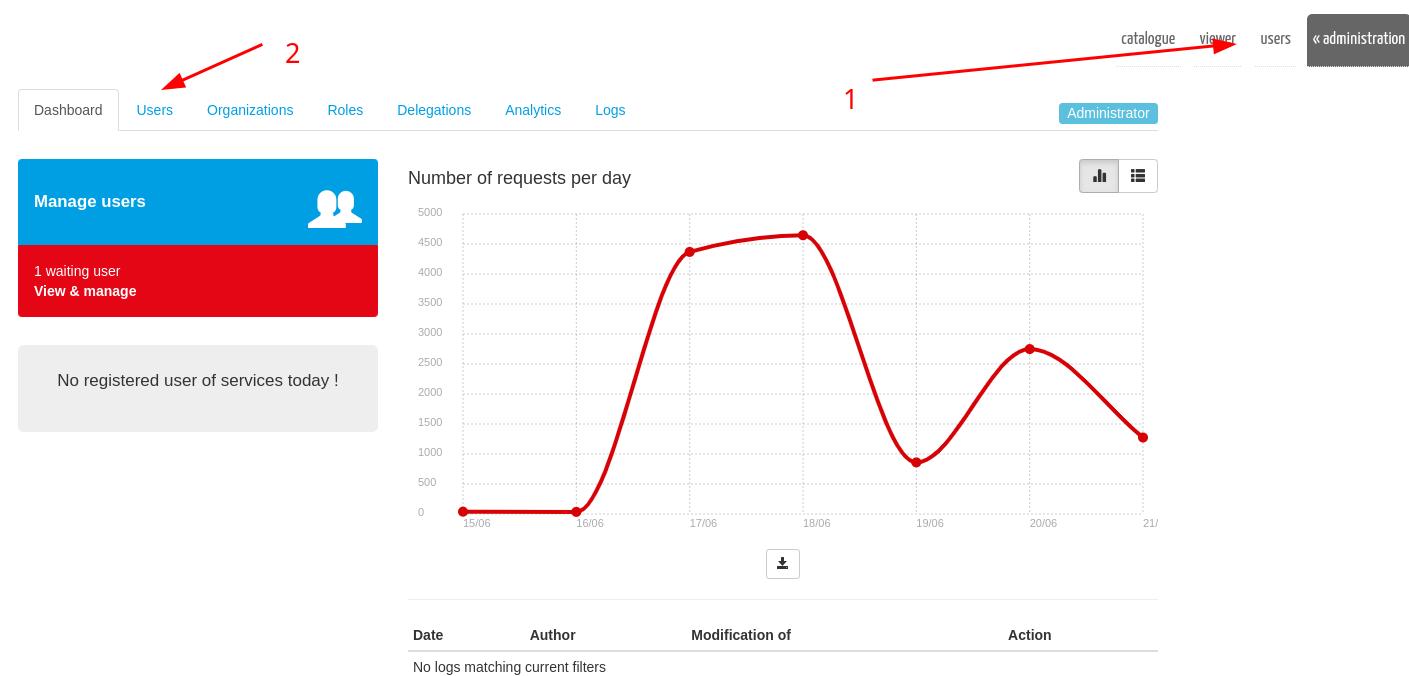 catalogue viewer users « administration
2
1
Dashboard Users Organizations Roles Delegations Analytics Logs Administrator
Manage users
1 waiting user
View & manage
No registered user of services today !
Number of requests per day
5000
4500
4000
3500
3000
2500
2000
1500
1000
500
0
15/06 16/06 17/06 18/06 19/06 20/06 21/
Date Author Modification of Action
No logs matching current filters